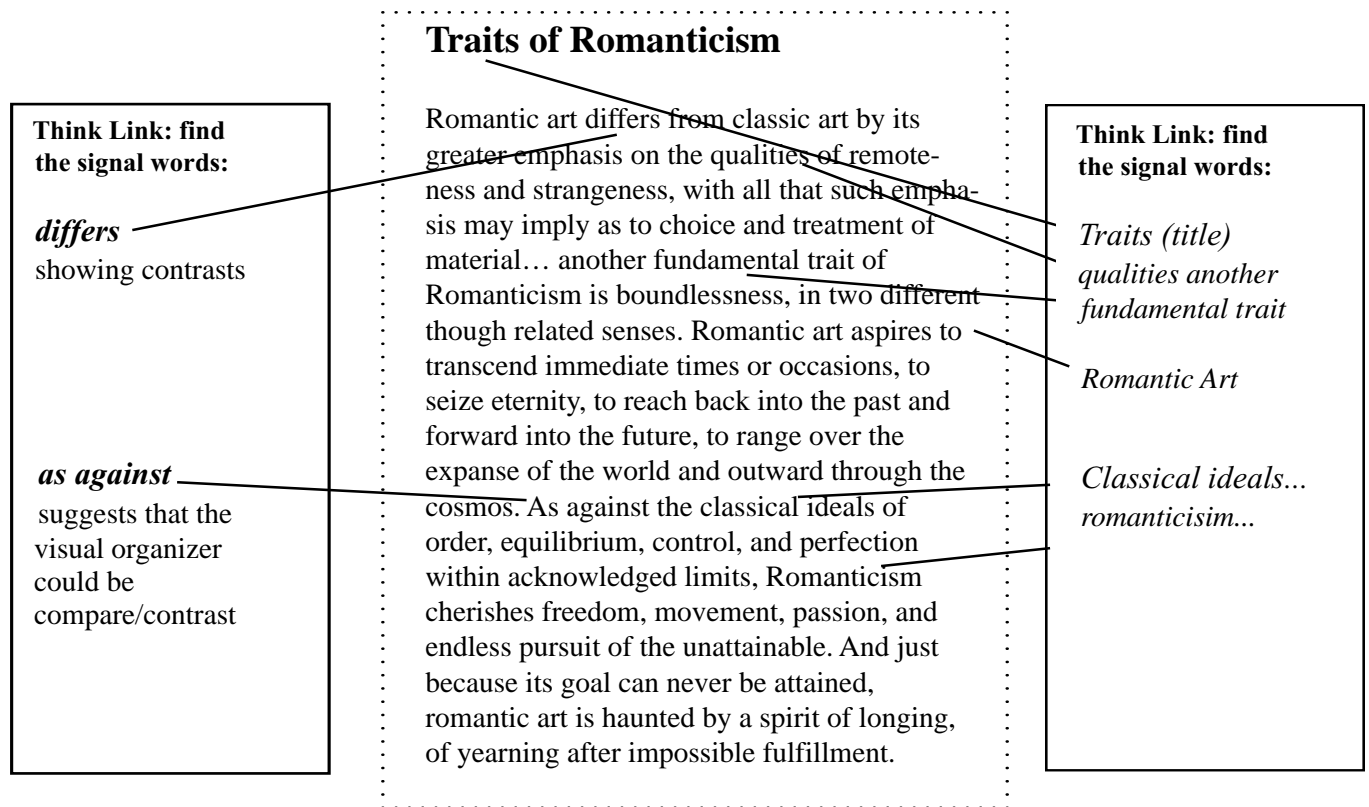 Traits of Romanticism
Think Link: find
the signal words:
differs
showing contrasts
as against
suggests that the
visual organizer
could be
compare/contrast
Romantic art differs from classic art by its
greater emphasis on the qualities of remote-
ness and strangeness, with all that such empha-
sis may imply as to choice and treatment of
material… another fundamental trait of
Romanticism is boundlessness, in two different
though related senses. Romantic art aspires to
transcend immediate times or occasions, to
seize eternity, to reach back into the past and
forward into the future, to range over the
expanse of the world and outward through the
cosmos. As against the classical ideals of
order, equilibrium, control, and perfection
within acknowledged limits, Romanticism
cherishes freedom, movement, passion, and
endless pursuit of the unattainable. And just
because its goal can never be attained,
romantic art is haunted by a spirit of longing,
of yearning after impossible fulfillment.
Think Link: find
the signal words:
Traits (title)
qualities another
fundamental trait
Romantic Art
Classical ideals...
romanticisim...